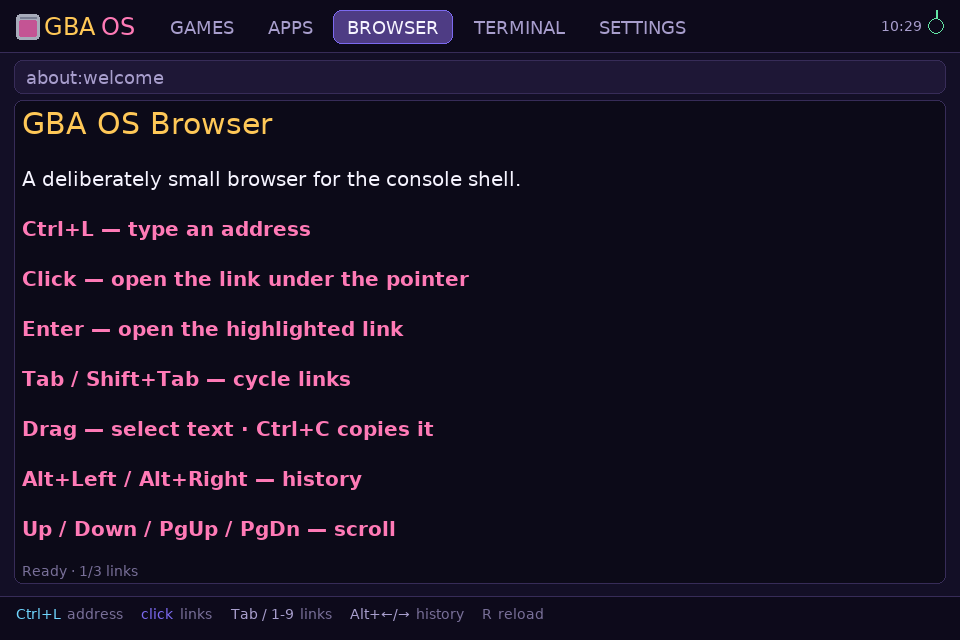 GBA OS GAMES APPS BROWSER TERMINAL SETTINGS 10:29
about:welcome
GBA OS Browser
A deliberately small browser for the console shell.
Ctrl+L — type an address
Click — open the link under the pointer
Enter — open the highlighted link
Tab / Shift+Tab — cycle links
Drag — select text · Ctrl+C copies it
Alt+Left / Alt+Right — history
Up / Down / PgUp / PgDn — scroll
Ready · 1/3 links
Ctrl+L address click links Tab / 1-9 links Alt+←/→ history R reload